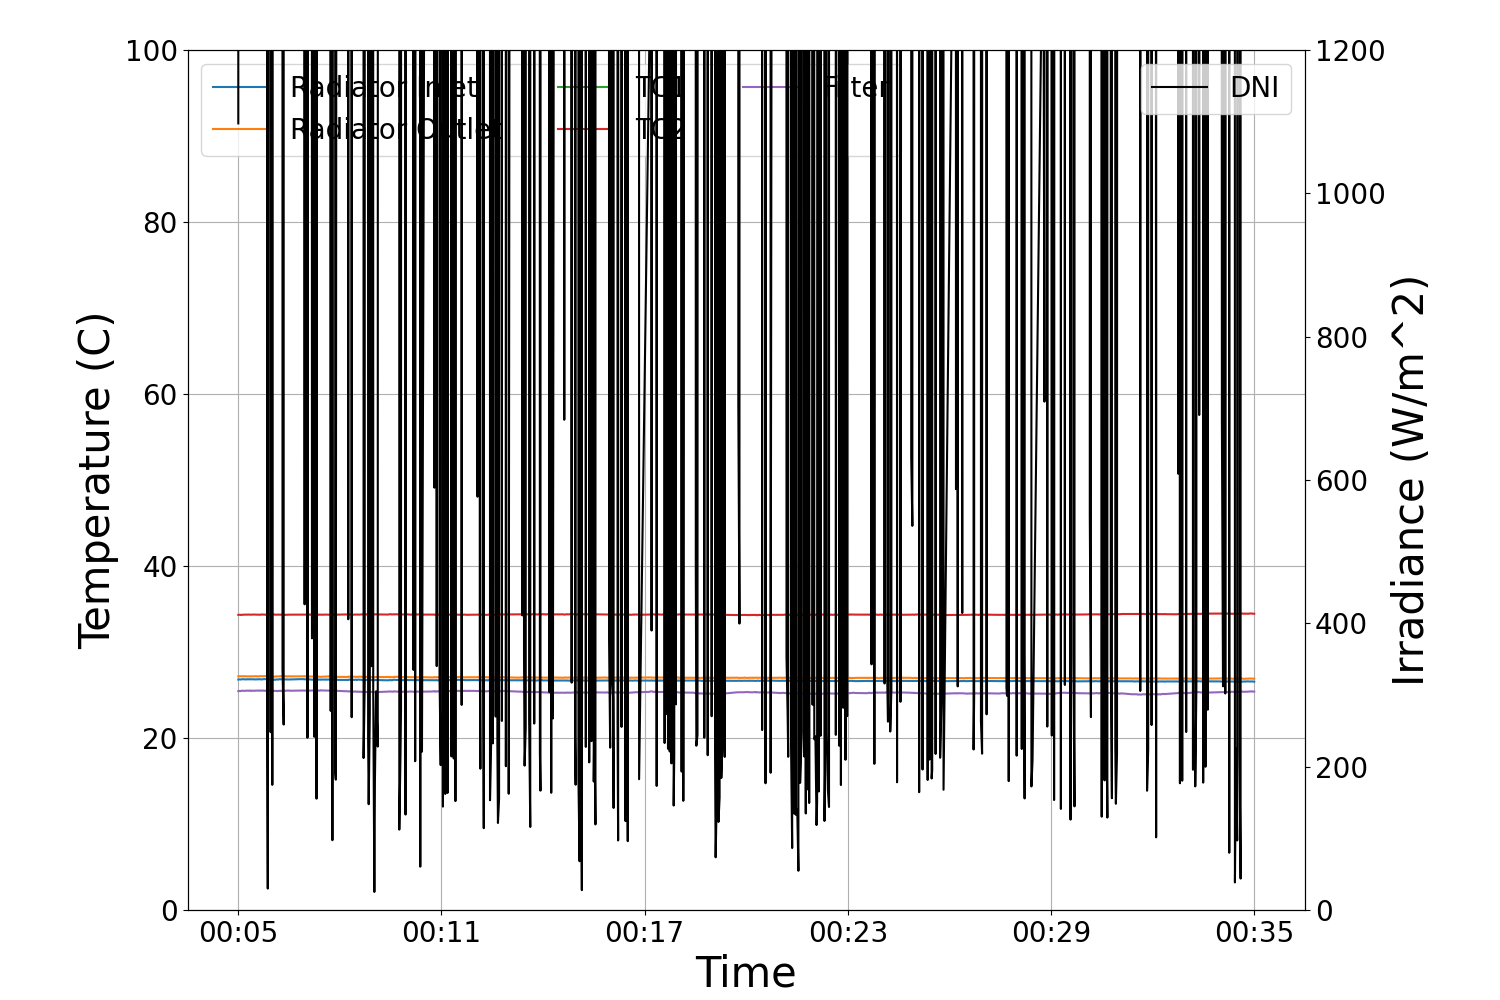 100
80
60
40
20
0
Temperature (C)
Radiator Inlet
Radiator Outlet
TC1
TC2
Filter
DNI
1200
1000
800
600
400
200
0
Irradiance (W/m^2)
00:05 00:11 00:17 00:23 00:29 00:35
Time